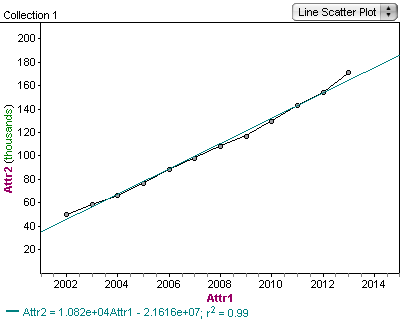 Collection 1
Line Scatter Plot
200
180
160
140
120
100
80
60
40
20
Attr2 (thousands)
2002 2004 2006 2008 2010 2012 2014
Attr1
Attr2 = 1.082e+04Attr1 - 2.1616e+07; r² = 0.99